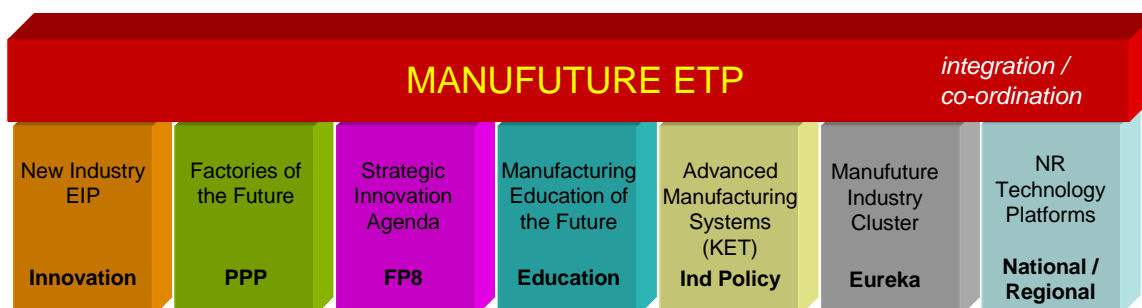 MANUFUTURE ETP
integration /
co-ordination
New Industry
EIP
Innovation
Factories of
the Future
PPP
Strategic
Innovation
Agenda
FP8
Manufacturing
Education of
the Future
Education
Advanced
Manufacturing
Systems
(KET)
Ind Policy
Manufuture
Industry
Cluster
Eureka
NR
Technology
Platforms
National /
Regional